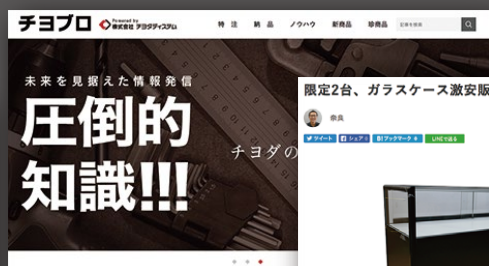 チヨブロ
Powered by
株式会社 チヨダディスプレイ
特 注
納 品
ノウハウ
新商品
珍商品
記事を検索
未来を見据えた情報発信
圧倒的
知識!!!
チヨダの
限定2台、ガラスケース激安販
奈良
ツイート
シェア 0
B!ブックマーク 0
LINEで送る